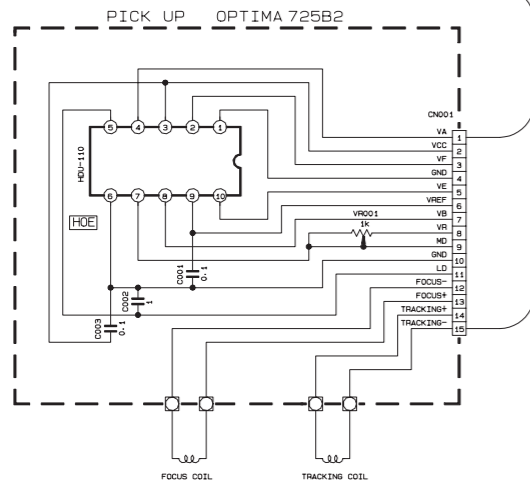 PICK UP OPTIMA 725B2
CN001
5 4 3 2 1
HDU-110
6 7 8 9 10
HOE
VA 1
VCC 2
VF 3
GND 4
VE 5
VREF 6
VB 7
VR 8
MD 9
GND 10
LD 11
FOCUS- 12
FOCUS+ 13
TRACKING+ 14
TRACKING- 15
VR001
1k
C001
0.1
C002
1
C003
0.1
FOCUS COIL
TRACKING COIL